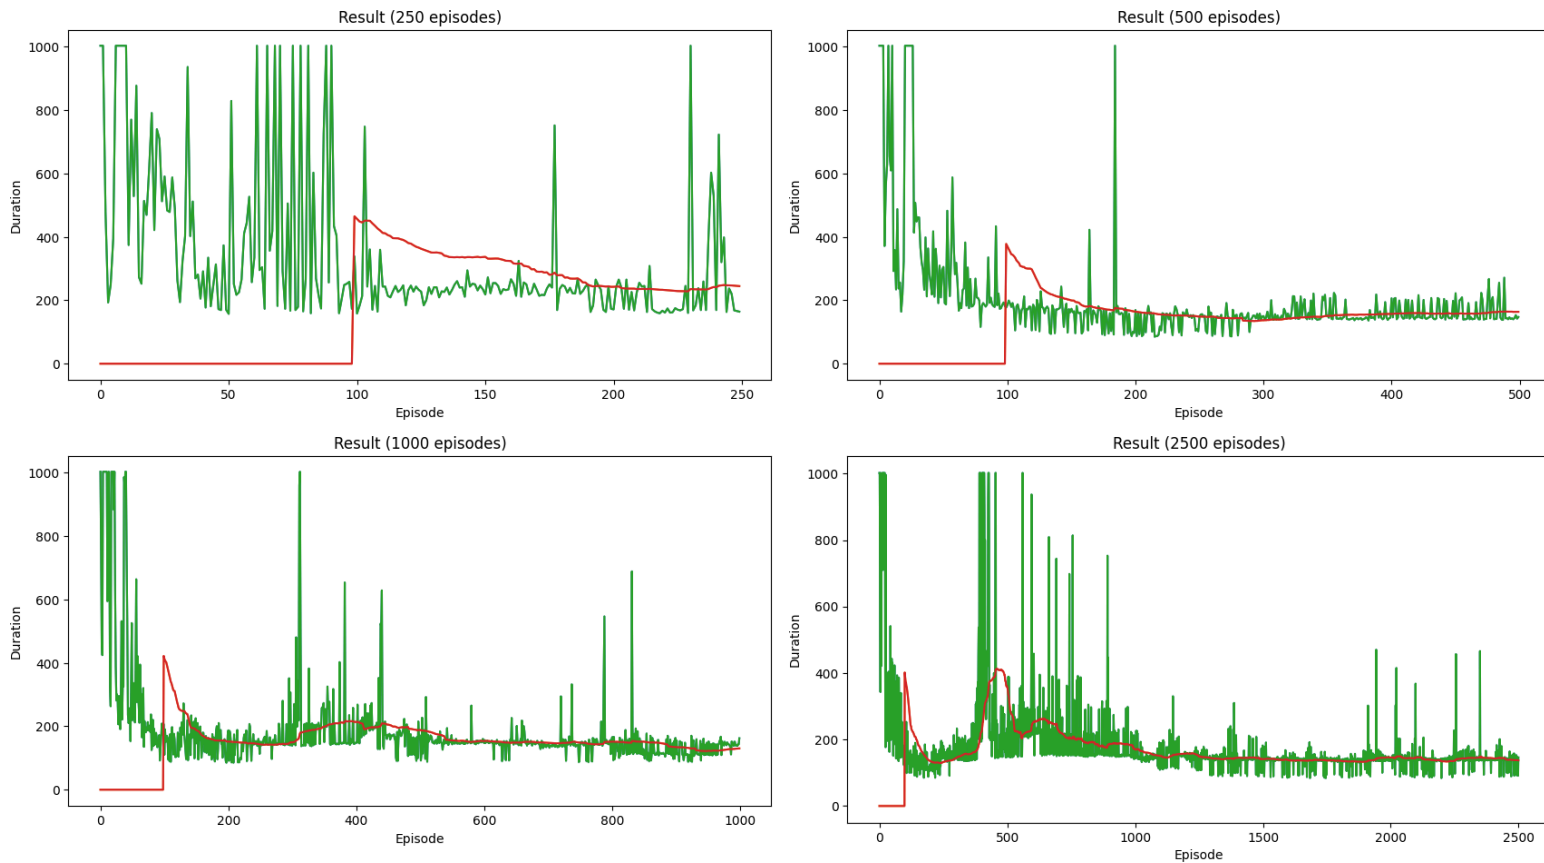 Result (250 episodes)
1000
800
600
400
200
0
Duration
0 50 100 150 200 250
Episode
Result (500 episodes)
1000
800
600
400
200
0
Duration
0 100 200 300 400 500
Episode
Result (1000 episodes)
1000
800
600
400
200
0
Duration
0 200 400 600 800 1000
Episode
Result (2500 episodes)
1000
800
600
400
200
0
Duration
0 500 1000 1500 2000 2500
Episode